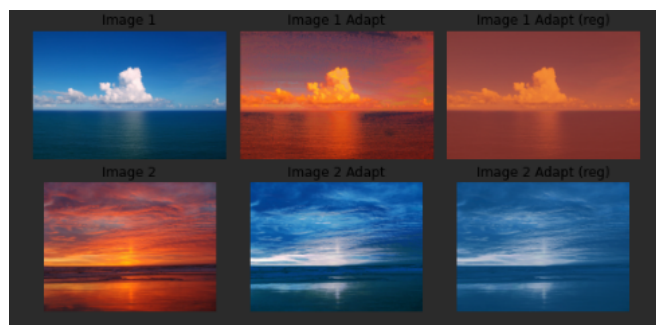 Image 1
Image 1 Adapt
Image 1 Adapt (reg)
Image 2
Image 2 Adapt
Image 2 Adapt (reg)